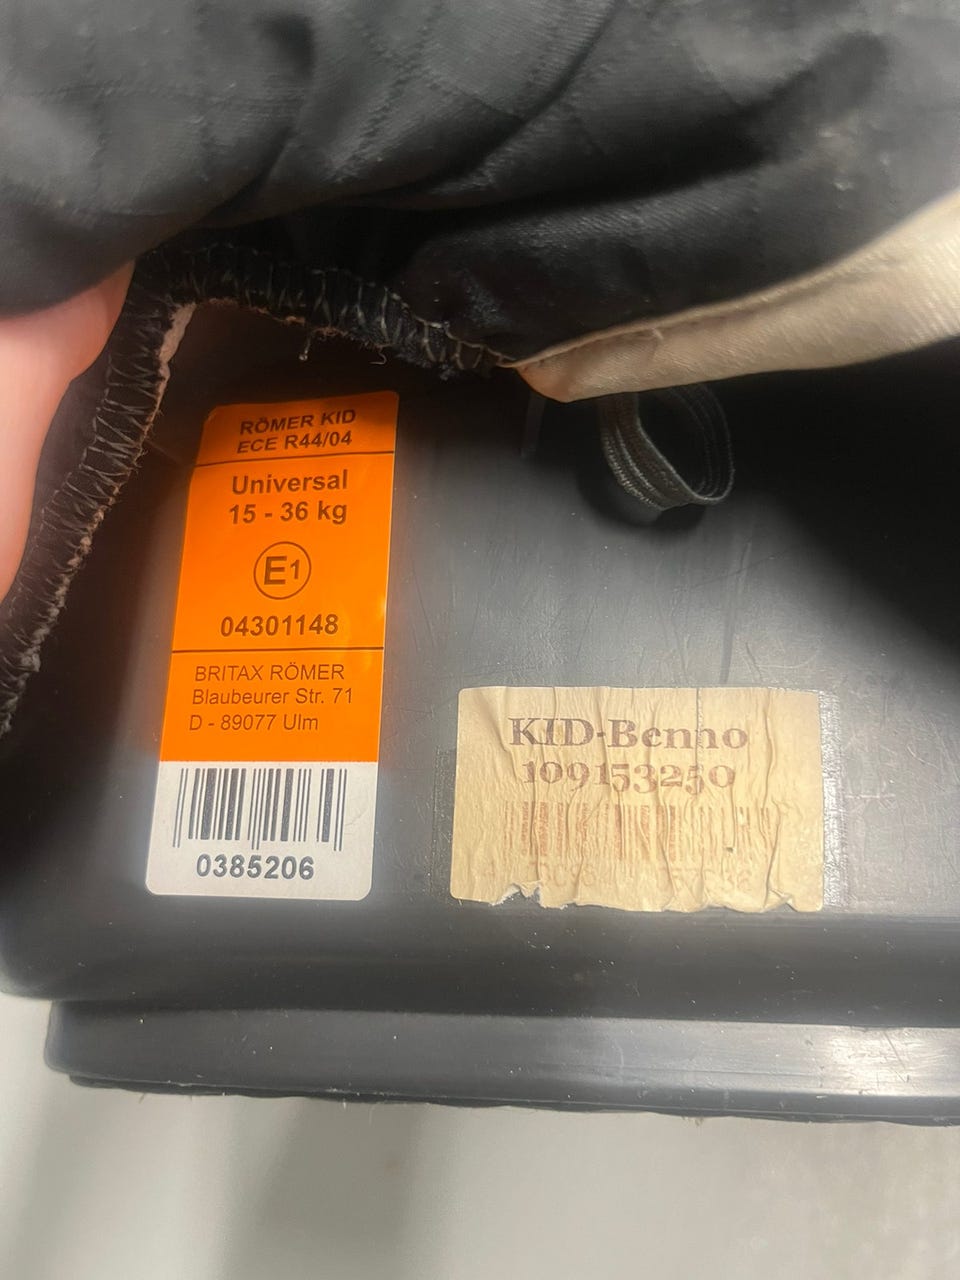 RÖMER KID
ECE R44/04
Universal
15 - 36 kg
E1
04301148
BRITAX RÖMER
Blaubeurer Str. 71
D - 89077 Ulm
0385206
KID-Benno
109153250